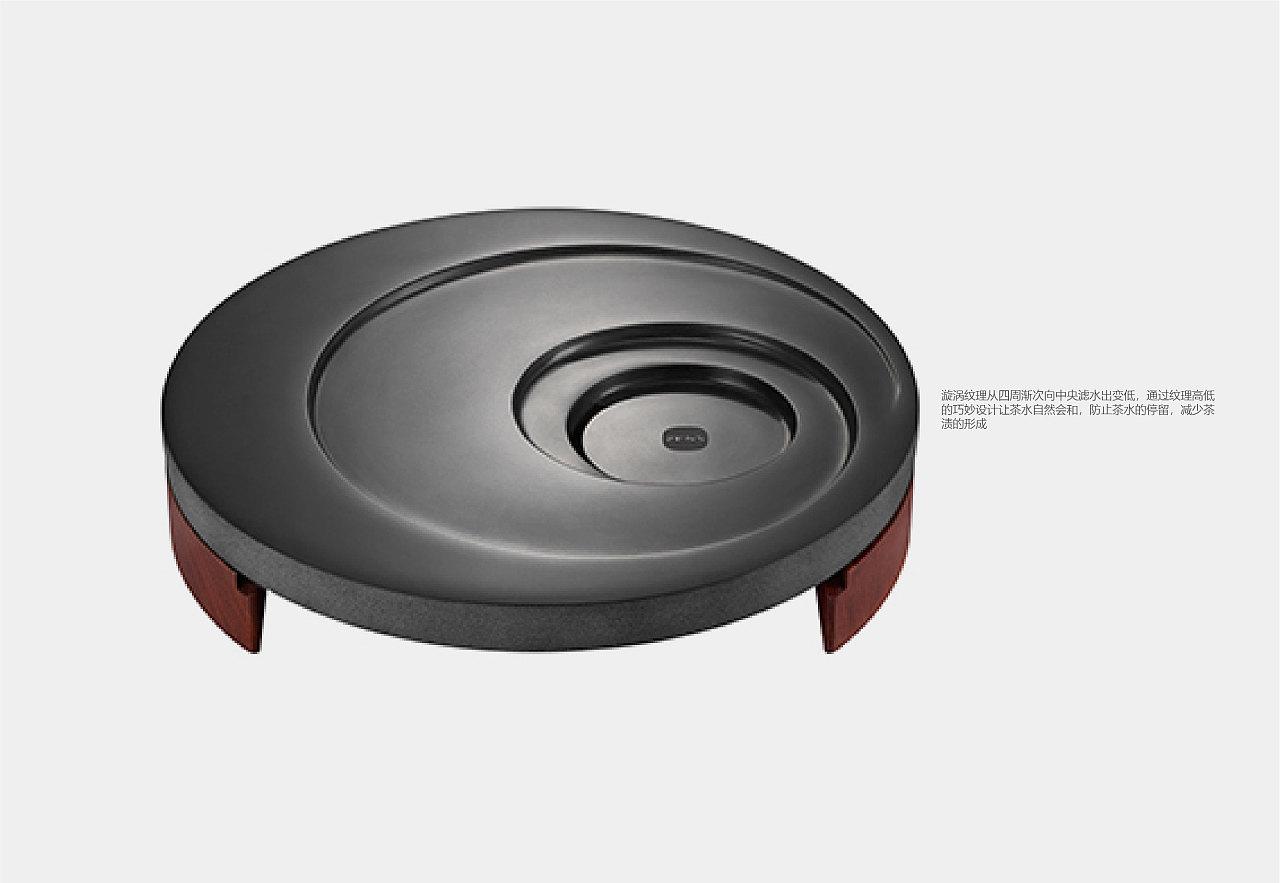 漩涡纹理从四周渐次向中央滤水出变低，通过纹理高低
的巧妙设计让茶水自然会和，防止茶水的停留，减少茶
渍的形成